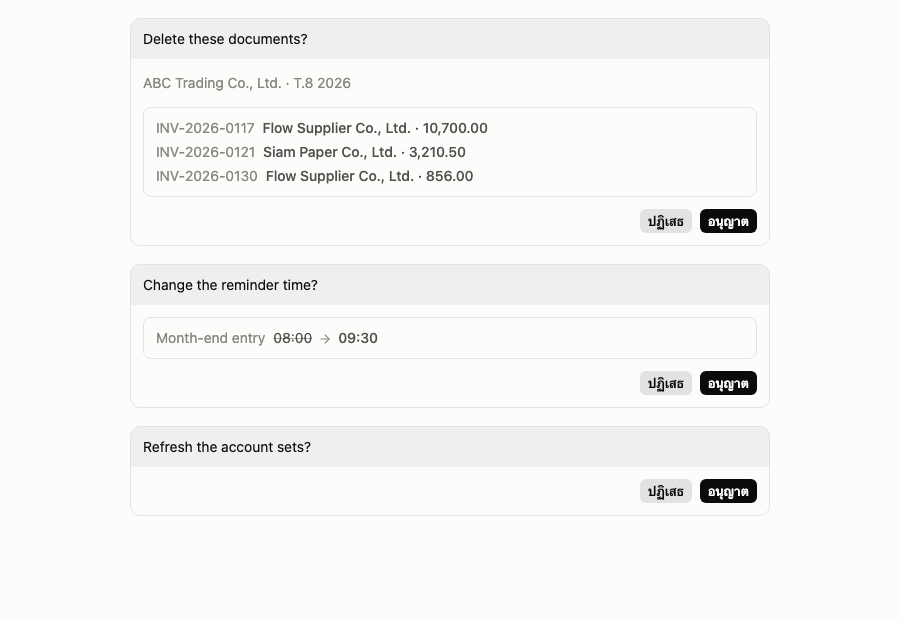 Delete these documents?
ABC Trading Co., Ltd. · T.8 2026
INV-2026-0117 Flow Supplier Co., Ltd. · 10,700.00
INV-2026-0121 Siam Paper Co., Ltd. · 3,210.50
INV-2026-0130 Flow Supplier Co., Ltd. · 856.00
ปฏิเสธ อนุญาต
Change the reminder time?
Month-end entry 08:00 → 09:30
ปฏิเสธ อนุญาต
Refresh the account sets?
ปฏิเสธ อนุญาต